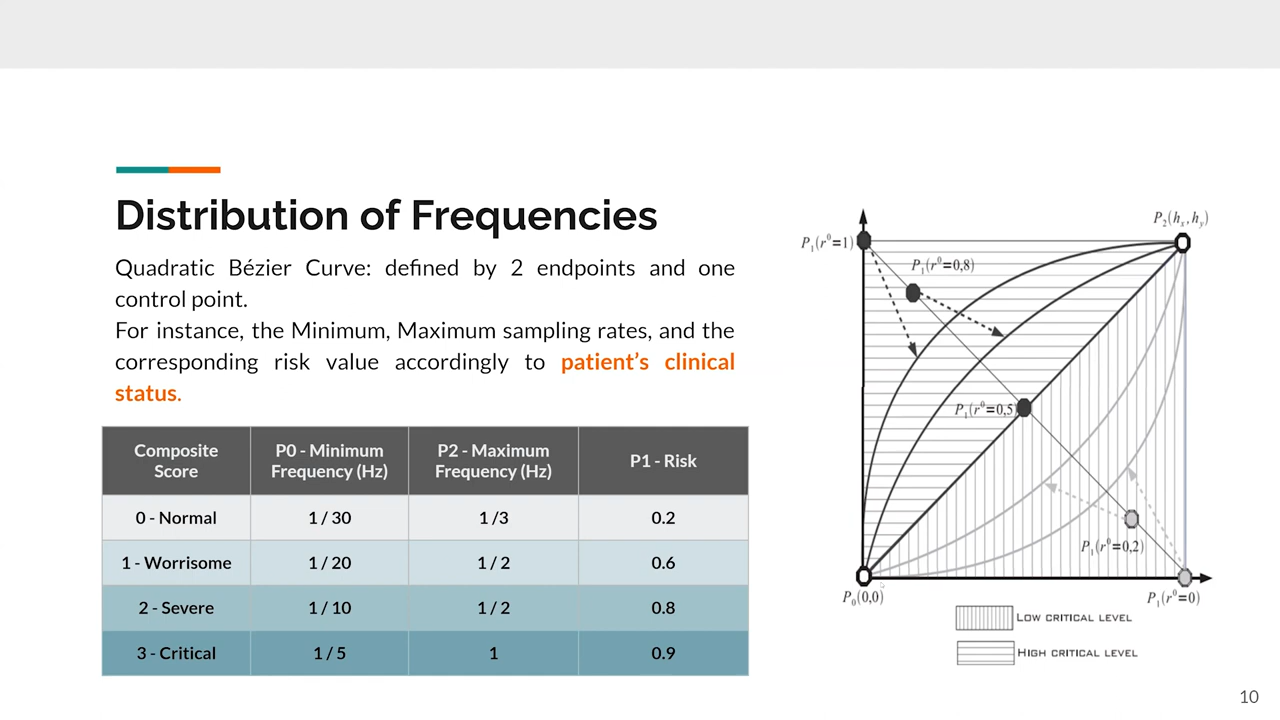 Distribution of Frequencies
Quadratic Bézier Curve: defined by 2 endpoints and one
control point.
For instance, the Minimum, Maximum sampling rates, and the
corresponding risk value accordingly to patient's clinical
status.
Composite Score | P0 - Minimum Frequency (Hz) | P2 - Maximum Frequency (Hz) | P1 - Risk
0 - Normal | 1 / 30 | 1 /3 | 0.2
1 - Worrisome | 1 / 20 | 1 / 2 | 0.6
2 - Severe | 1 / 10 | 1 / 2 | 0.8
3 - Critical | 1 / 5 | 1 | 0.9
P₂(hₓ, hᵧ)
P₁(r⁰=1)
P₁(r⁰=0,8)
P₁(r⁰=0,5)
P₁(r⁰=0,2)
P₀(0,0)
P₁(r⁰=0)
LOW CRITICAL LEVEL
HIGH CRITICAL LEVEL
10